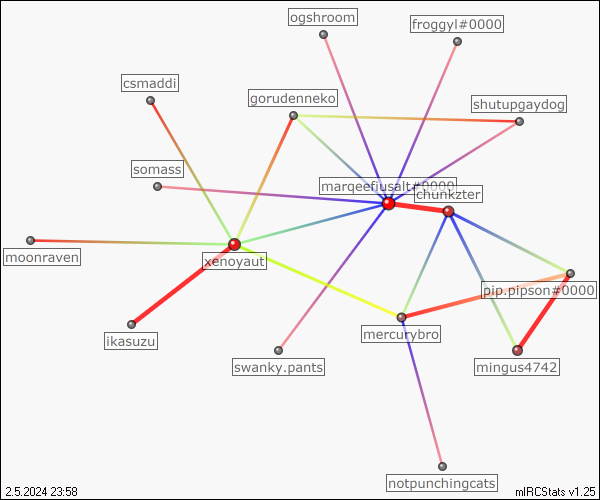 ogshroom
froggyl#0000
csmaddi
gorudenneko
shutupgaydog
somass
marqeefjusalt#0000
chunkzter
moonraven
xenoyaut
pip.pipson#0000
ikasuzu
mercurybro
swanky.pants
mingus4742
notpunchingcats
2.5.2024 23:58
mIRCStats v1.25